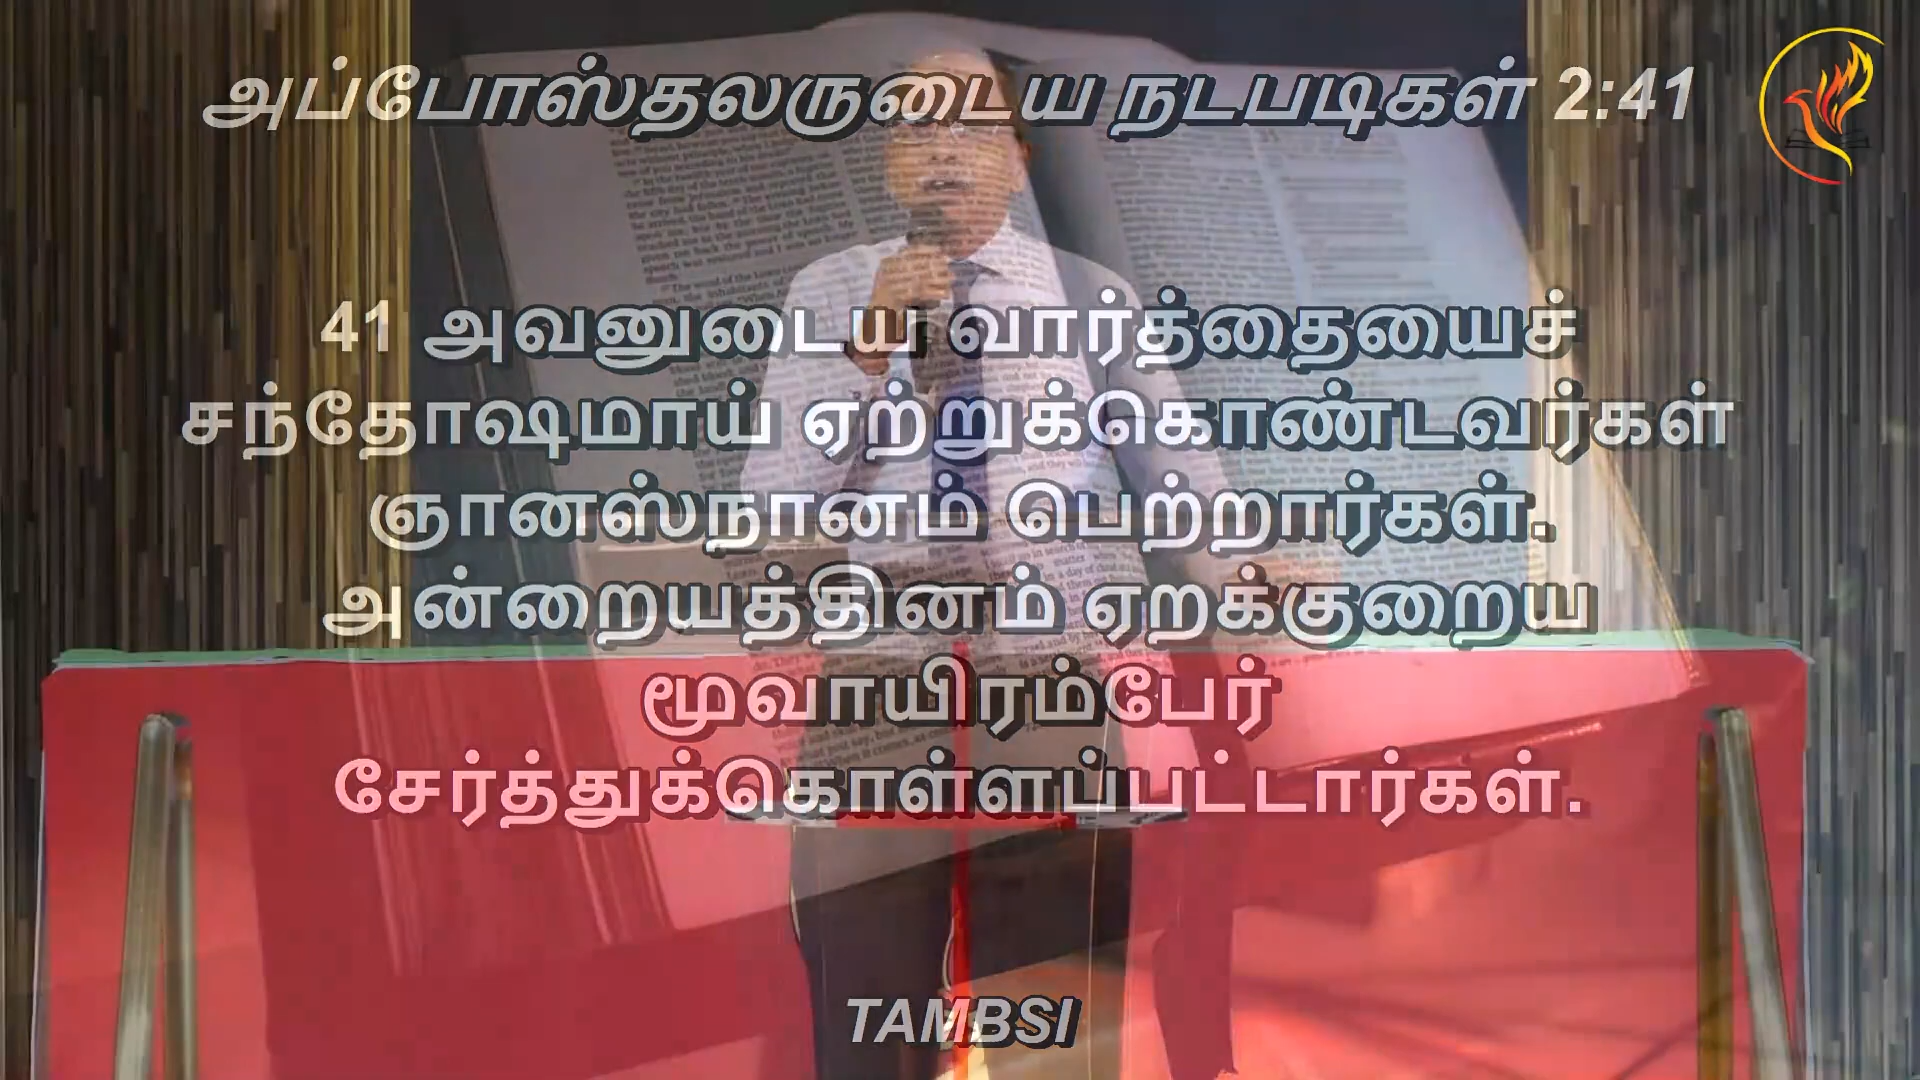 அப்போஸ்தலருடைய நடபடிகள் 2:41
41 அவனுடைய வார்த்தையைச்
சந்தோஷமாய் ஏற்றுக்கொண்டவர்கள்
ஞானஸ்நானம் பெற்றார்கள்.
அன்றையத்தினம் ஏறக்குறைய
மூவாயிரம்பேர்
சேர்த்துக்கொள்ளப்பட்டார்கள்.
TAMBSI